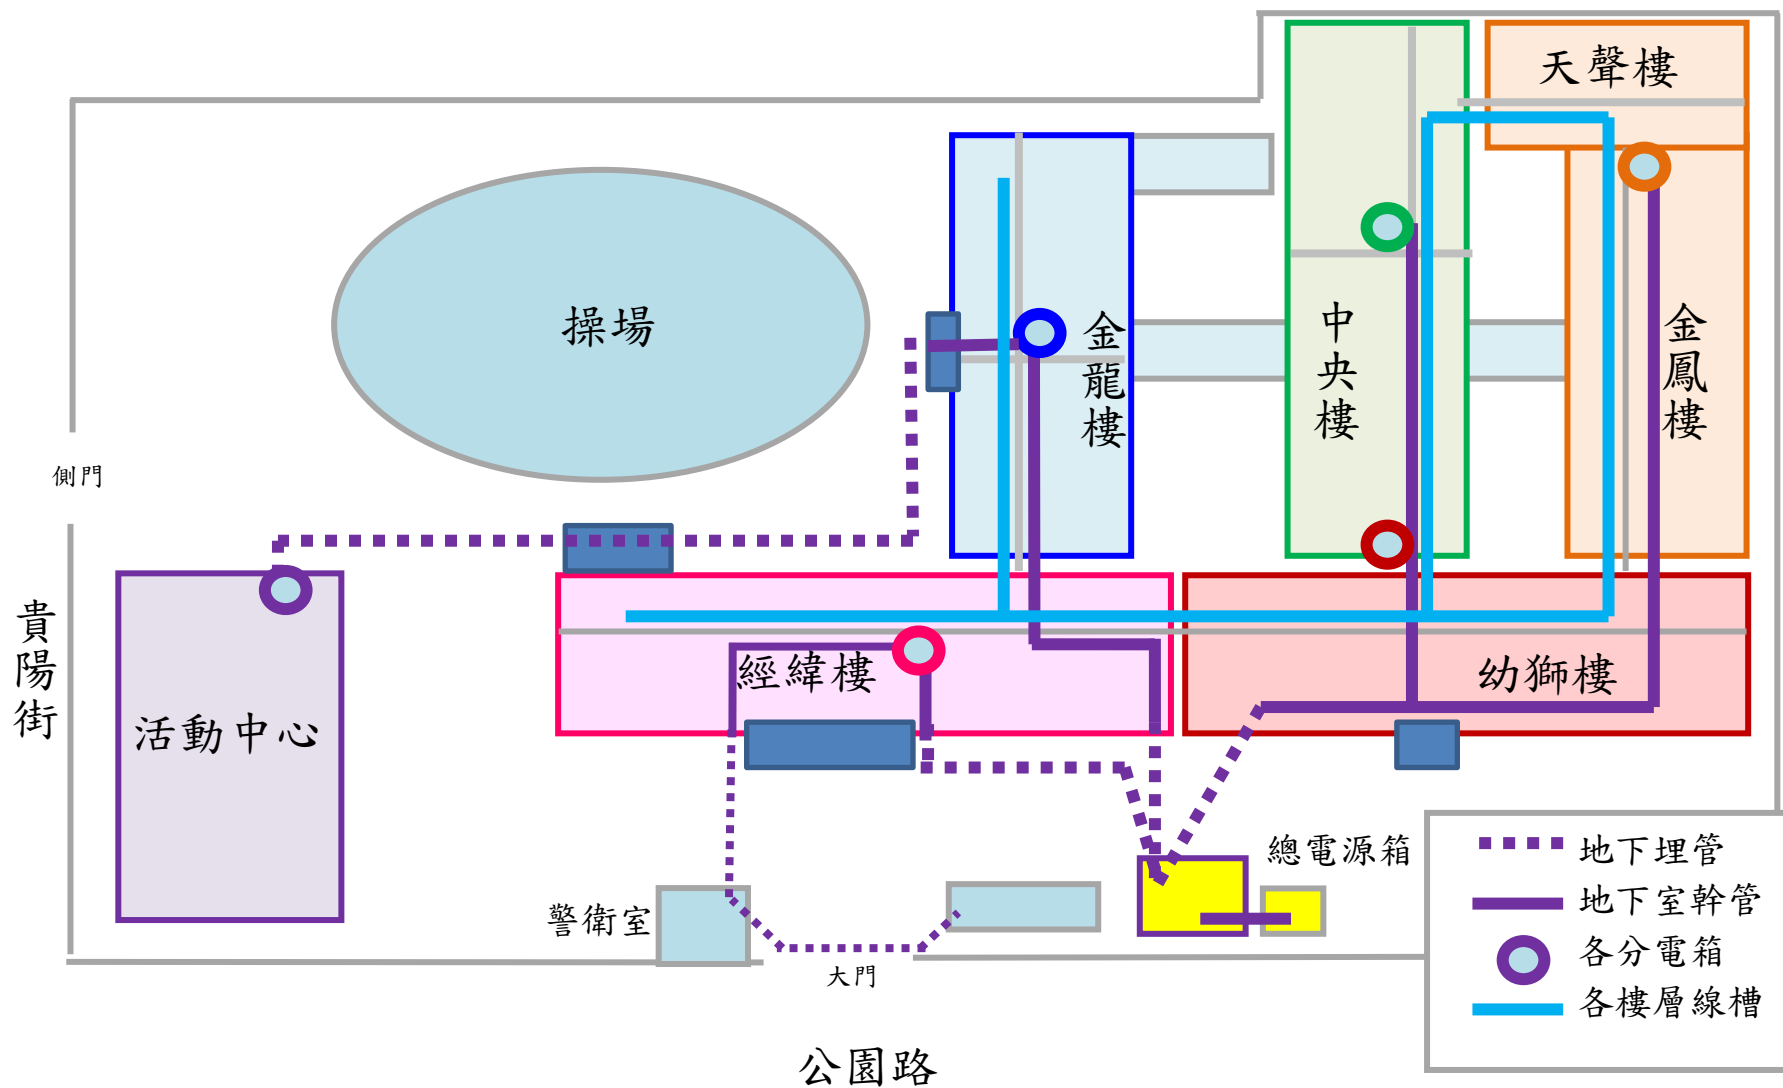 天聲樓
操場
金龍樓
中央樓
金鳳樓
側門
貴陽街
經緯樓
幼獅樓
活動中心
總電源箱
地下埋管
地下室幹管
警衛室
各分電箱
大門
各樓層線槽
公園路